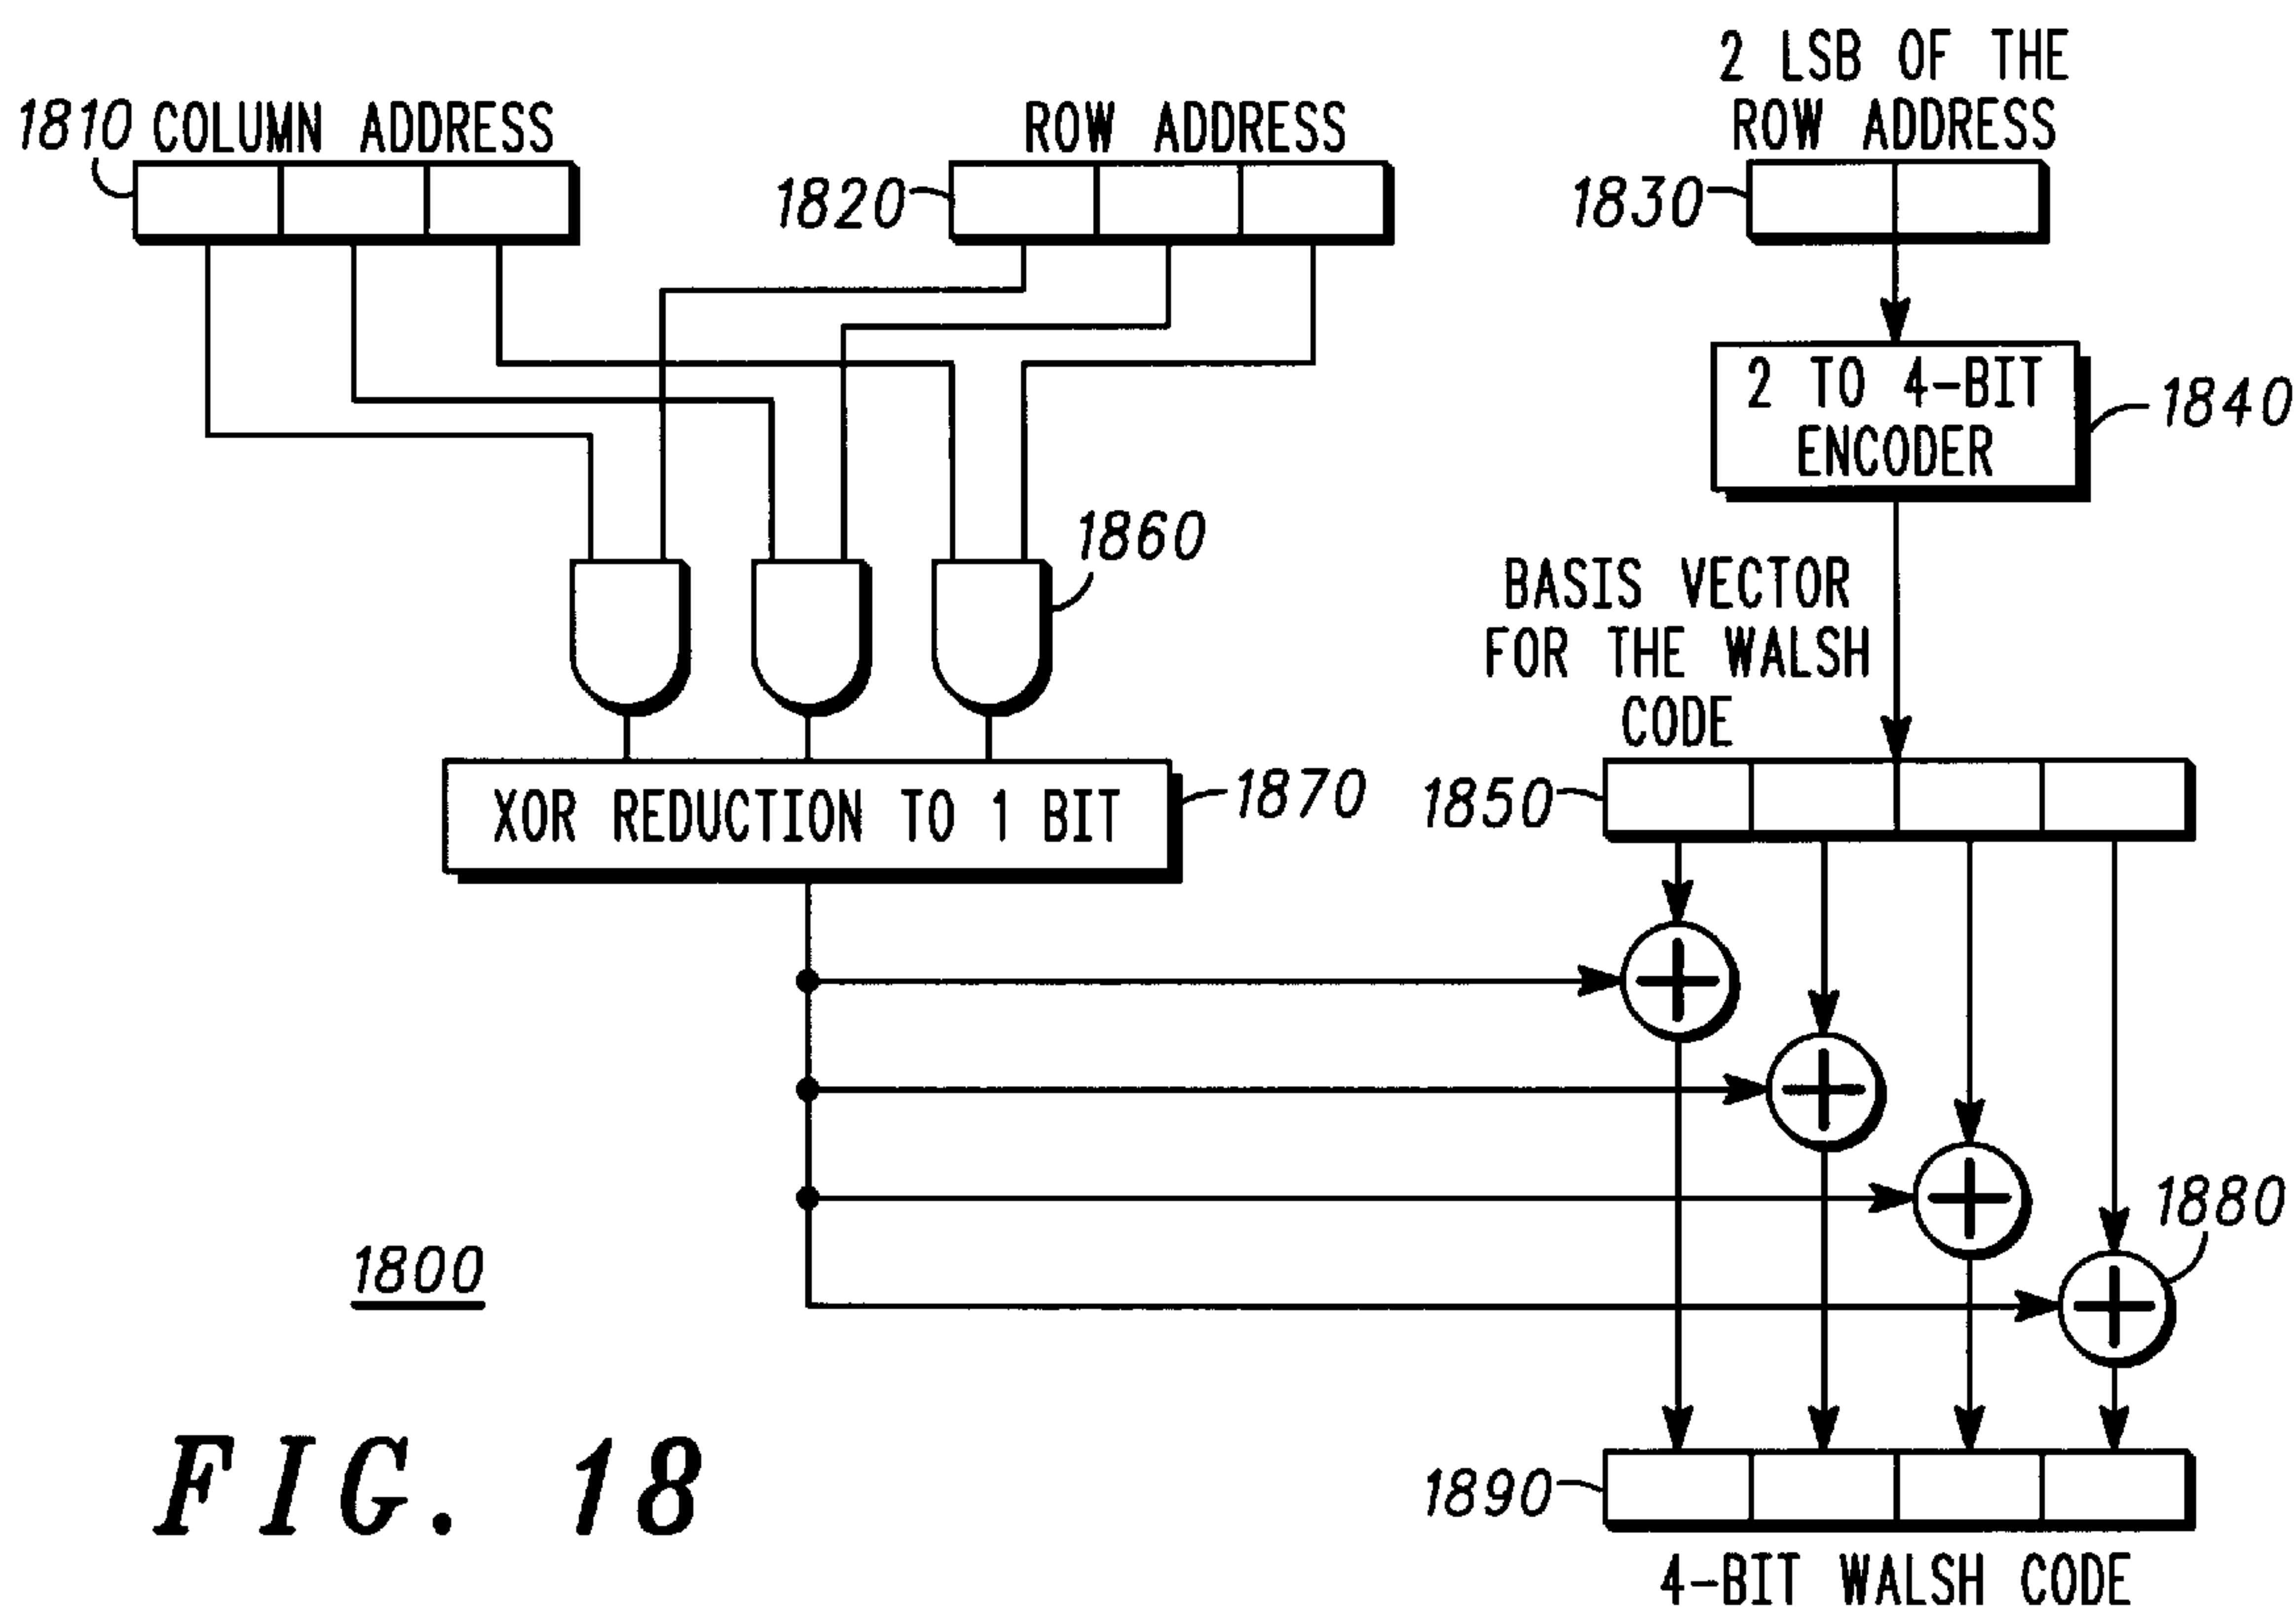 1810 COLUMN ADDRESS
ROW ADDRESS
1820
2 LSB OF THE
ROW ADDRESS
1830
2 TO 4-BIT
ENCODER
1840
1860
BASIS VECTOR
FOR THE WALSH
CODE
XOR REDUCTION TO 1 BIT
1870
1850
1880
1800
1890
4-BIT WALSH CODE
FIG. 18